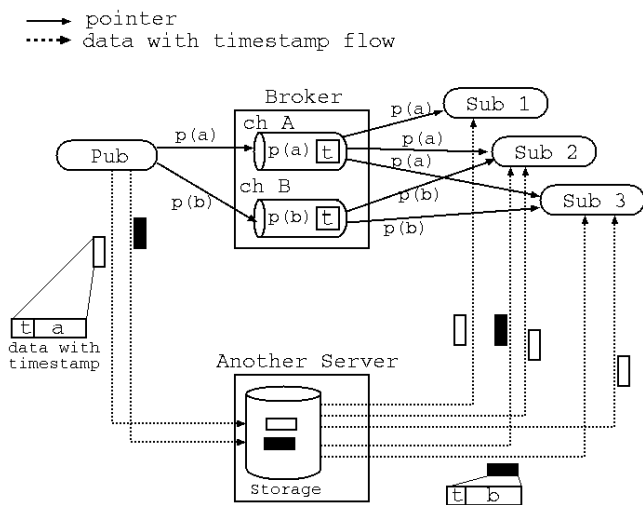 pointer
data with timestamp flow
Broker
ch A
p(a)
p(a) t
p(a)
p(a)
p(a)
Sub 1
Sub 2
Sub 3
Pub
ch B
p(b)
p(b) t
p(b)
p(b)
t a
data with
timestamp
Another Server
Storage
t b